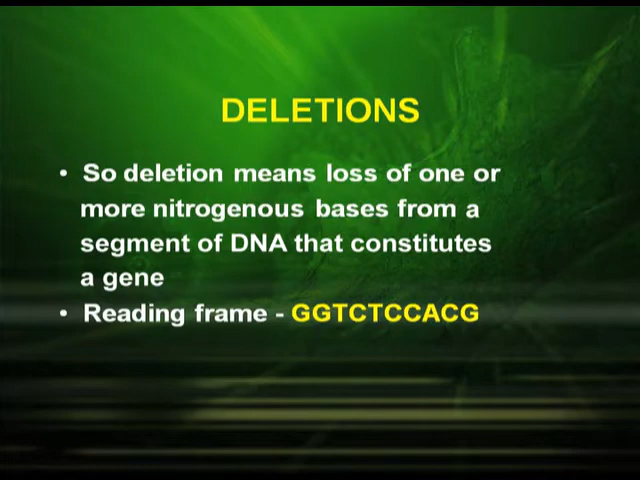 DELETIONS
• So deletion means loss of one or
more nitrogenous bases from a
segment of DNA that constitutes
a gene
• Reading frame - GGTCTCCACG